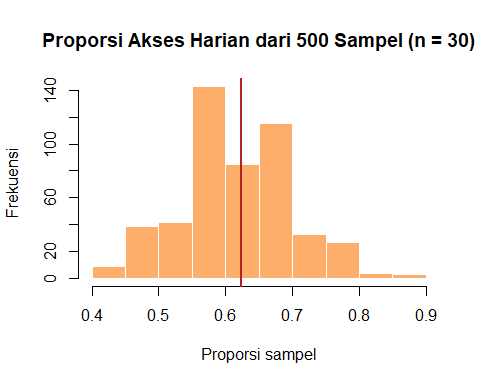 Proporsi Akses Harian dari 500 Sampel (n = 30)
Frekuensi
140
100
60
20
0
0.4 0.5 0.6 0.7 0.8 0.9
Proporsi sampel